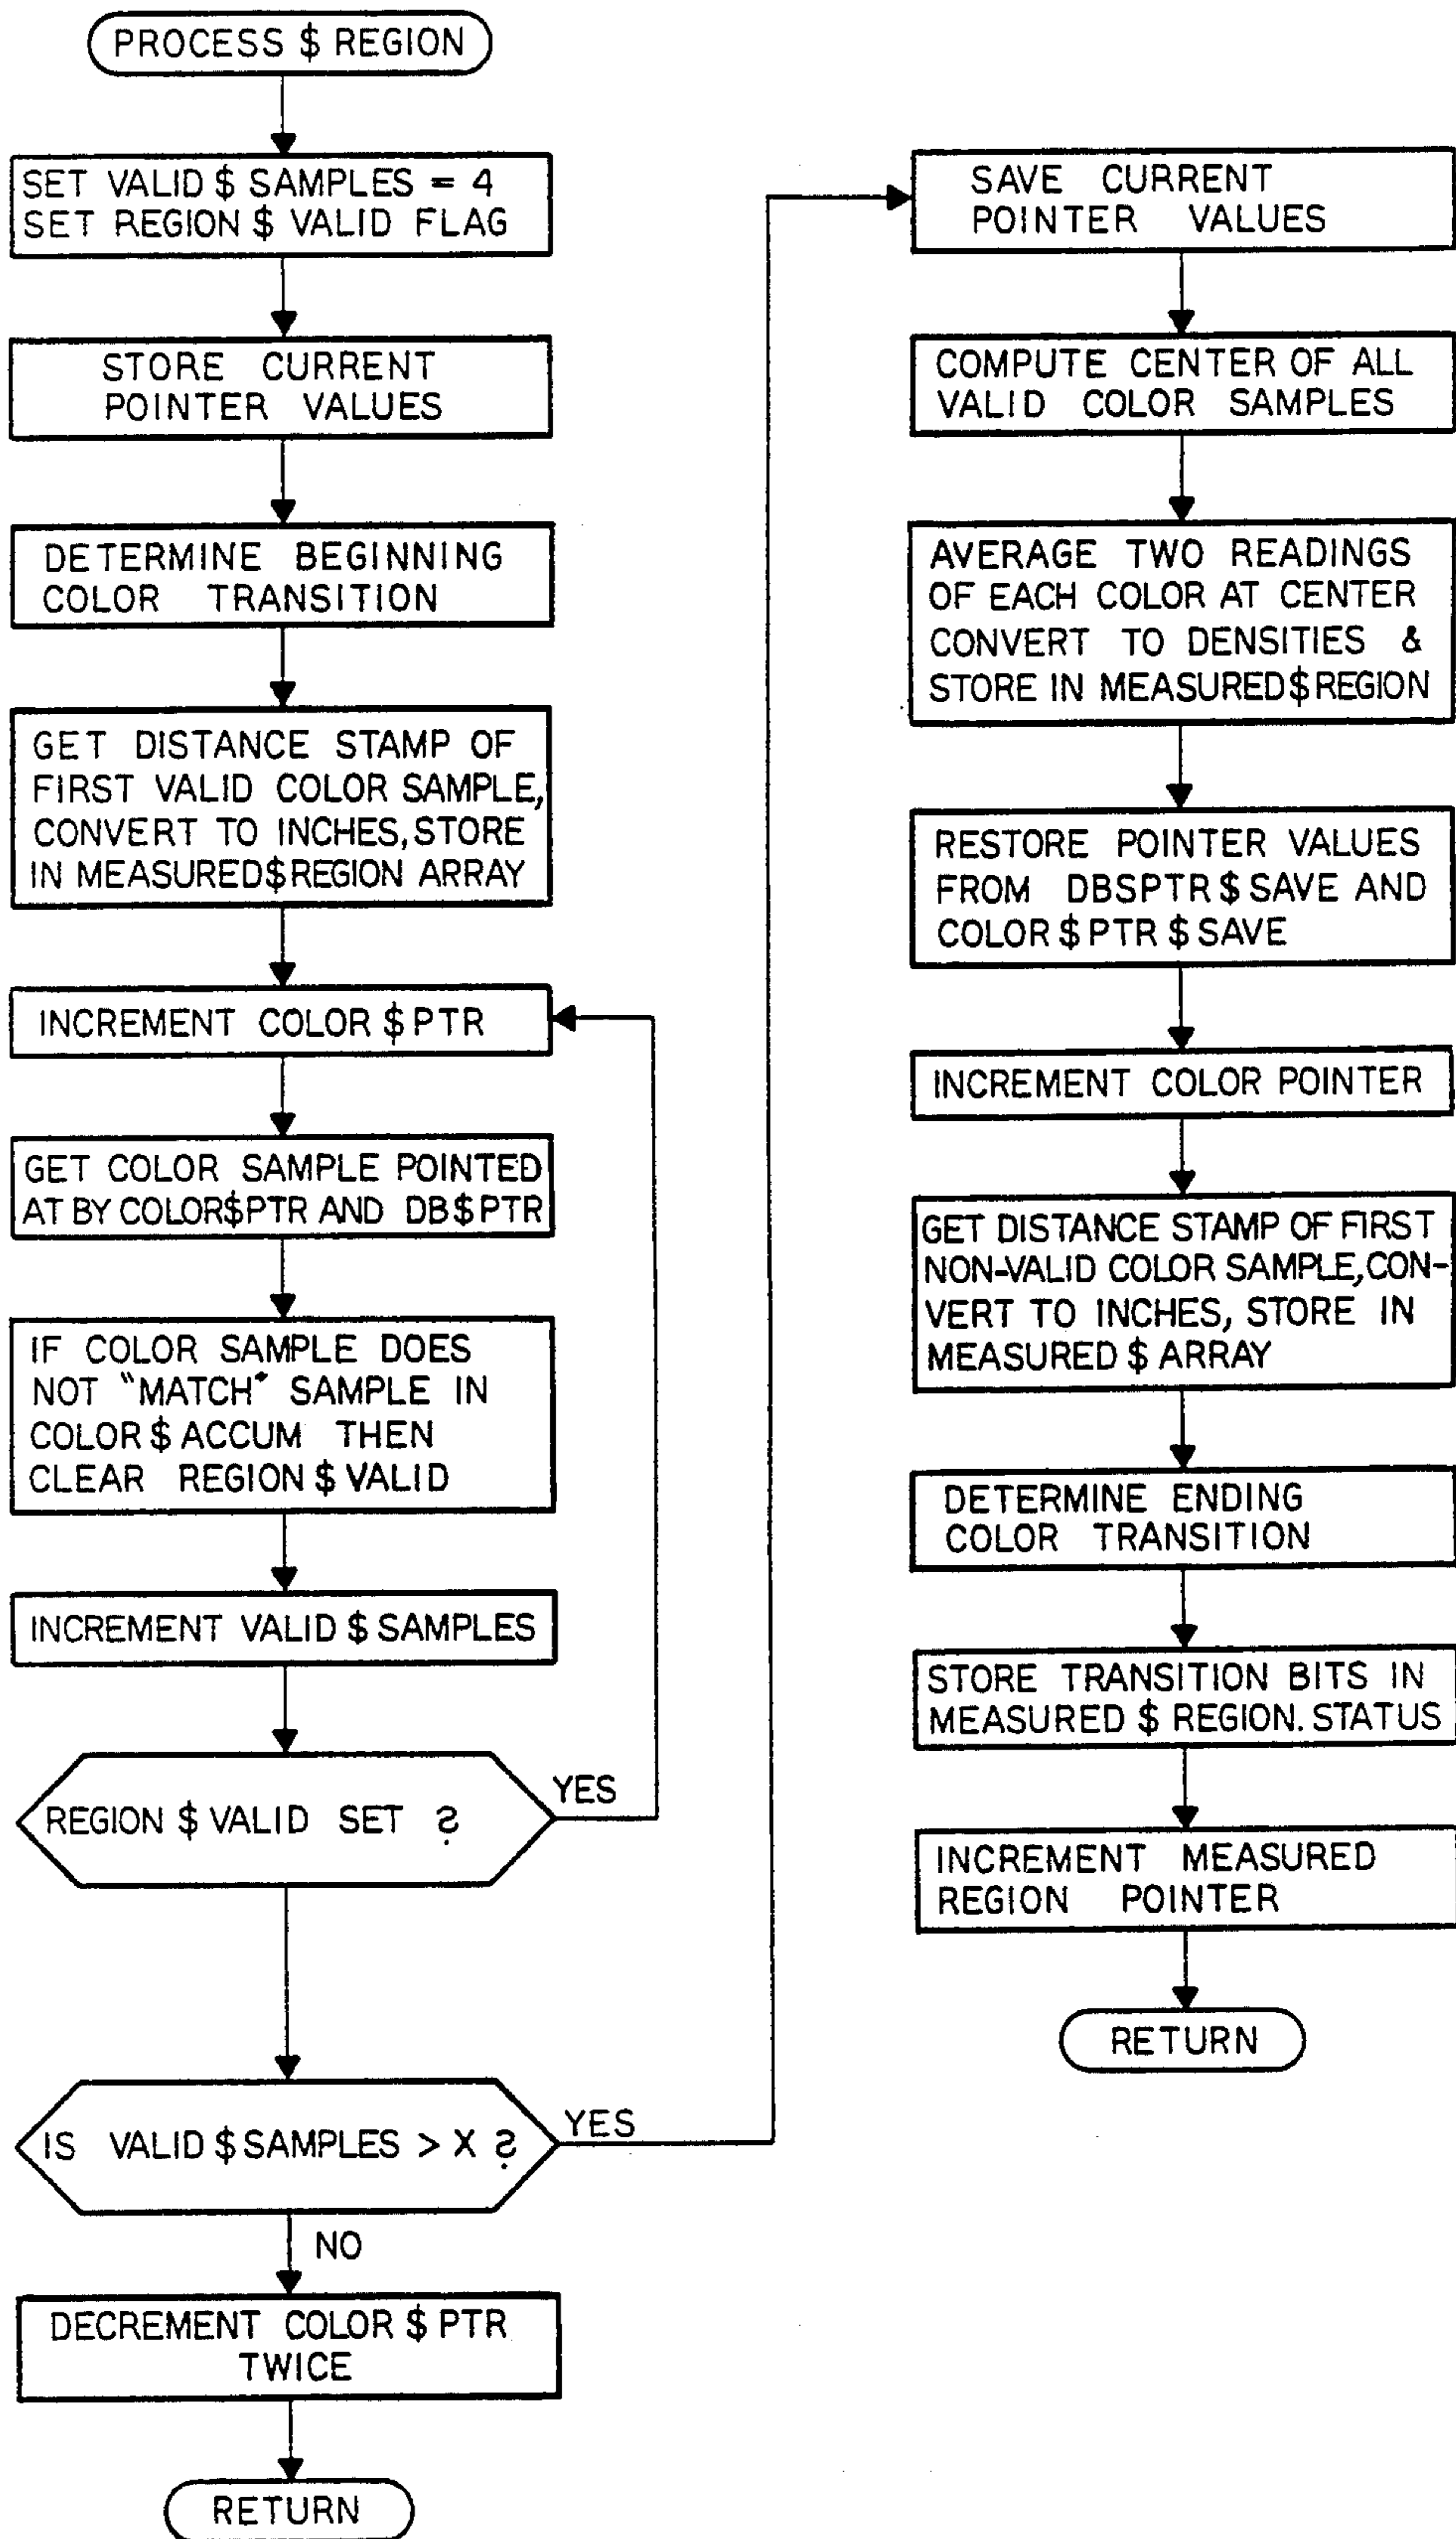 PROCESS $ REGION
SET VALID $ SAMPLES = 4
SET REGION $ VALID FLAG
STORE CURRENT
POINTER VALUES
DETERMINE BEGINNING
COLOR TRANSITION
GET DISTANCE STAMP OF
FIRST VALID COLOR SAMPLE,
CONVERT TO INCHES, STORE
IN MEASURED$REGION ARRAY
INCREMENT COLOR $ PTR
GET COLOR SAMPLE POINTED
AT BY COLOR$PTR AND DB$PTR
IF COLOR SAMPLE DOES
NOT "MATCH" SAMPLE IN
COLOR $ ACCUM THEN
CLEAR REGION $ VALID
INCREMENT VALID $ SAMPLES
REGION $ VALID SET ?
YES
IS VALID $ SAMPLES > X ?
YES
NO
DECREMENT COLOR $ PTR
TWICE
RETURN
SAVE CURRENT
POINTER VALUES
COMPUTE CENTER OF ALL
VALID COLOR SAMPLES
AVERAGE TWO READINGS
OF EACH COLOR AT CENTER
CONVERT TO DENSITIES &
STORE IN MEASURED$REGION
RESTORE POINTER VALUES
FROM DBSPTR $ SAVE AND
COLOR $ PTR $ SAVE
INCREMENT COLOR POINTER
GET DISTANCE STAMP OF FIRST
NON-VALID COLOR SAMPLE, CON-
VERT TO INCHES, STORE IN
MEASURED $ ARRAY
DETERMINE ENDING
COLOR TRANSITION
STORE TRANSITION BITS IN
MEASURED $ REGION. STATUS
INCREMENT MEASURED
REGION POINTER
RETURN